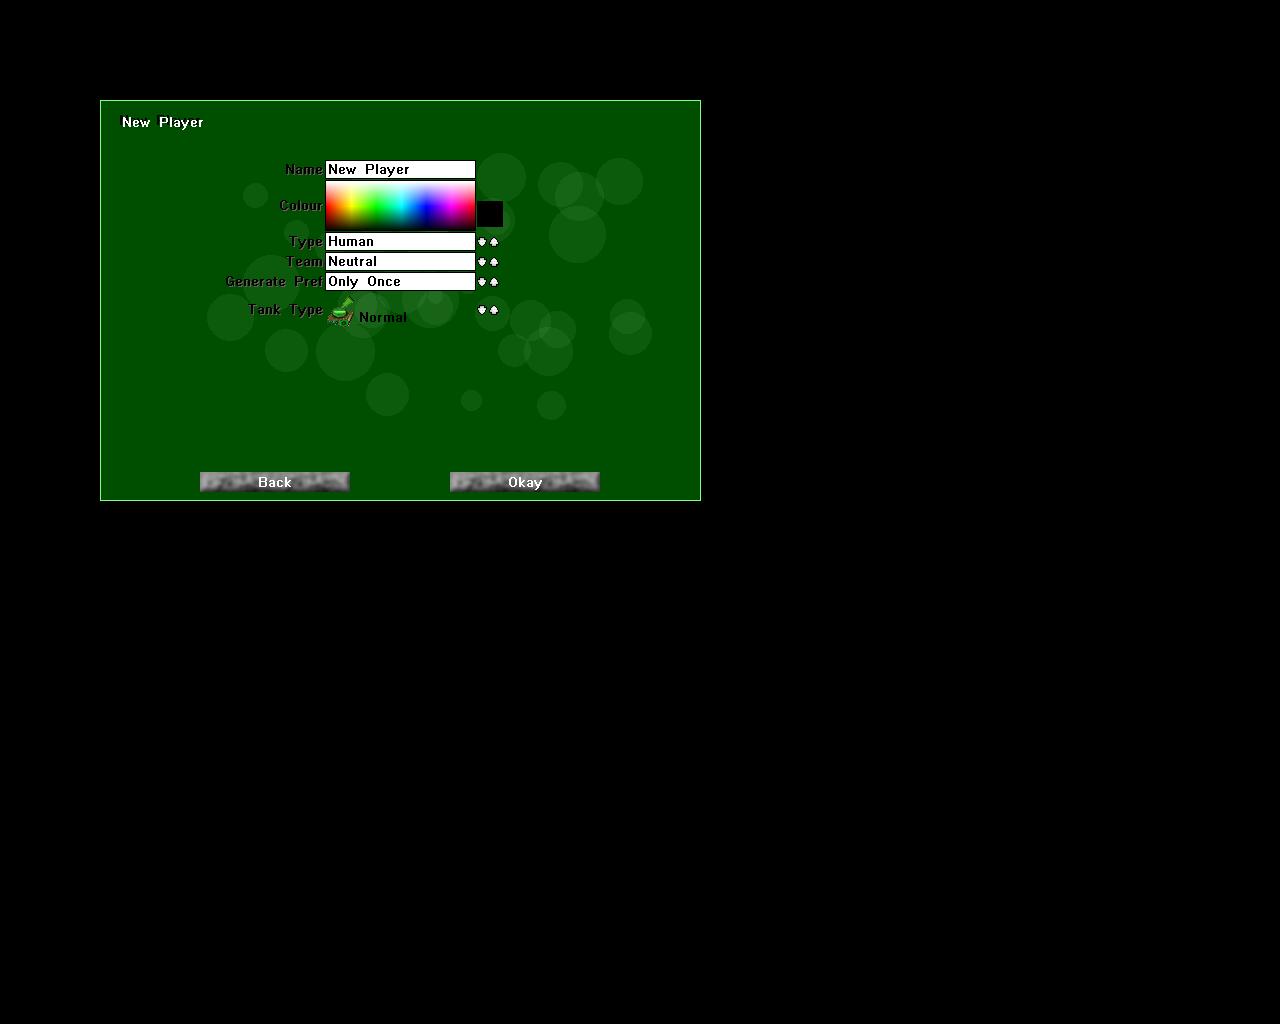 New Player
Name New Player
Colour
Type Human
Team Neutral
Generate Pref Only Once
Tank Type Normal
Back Okay